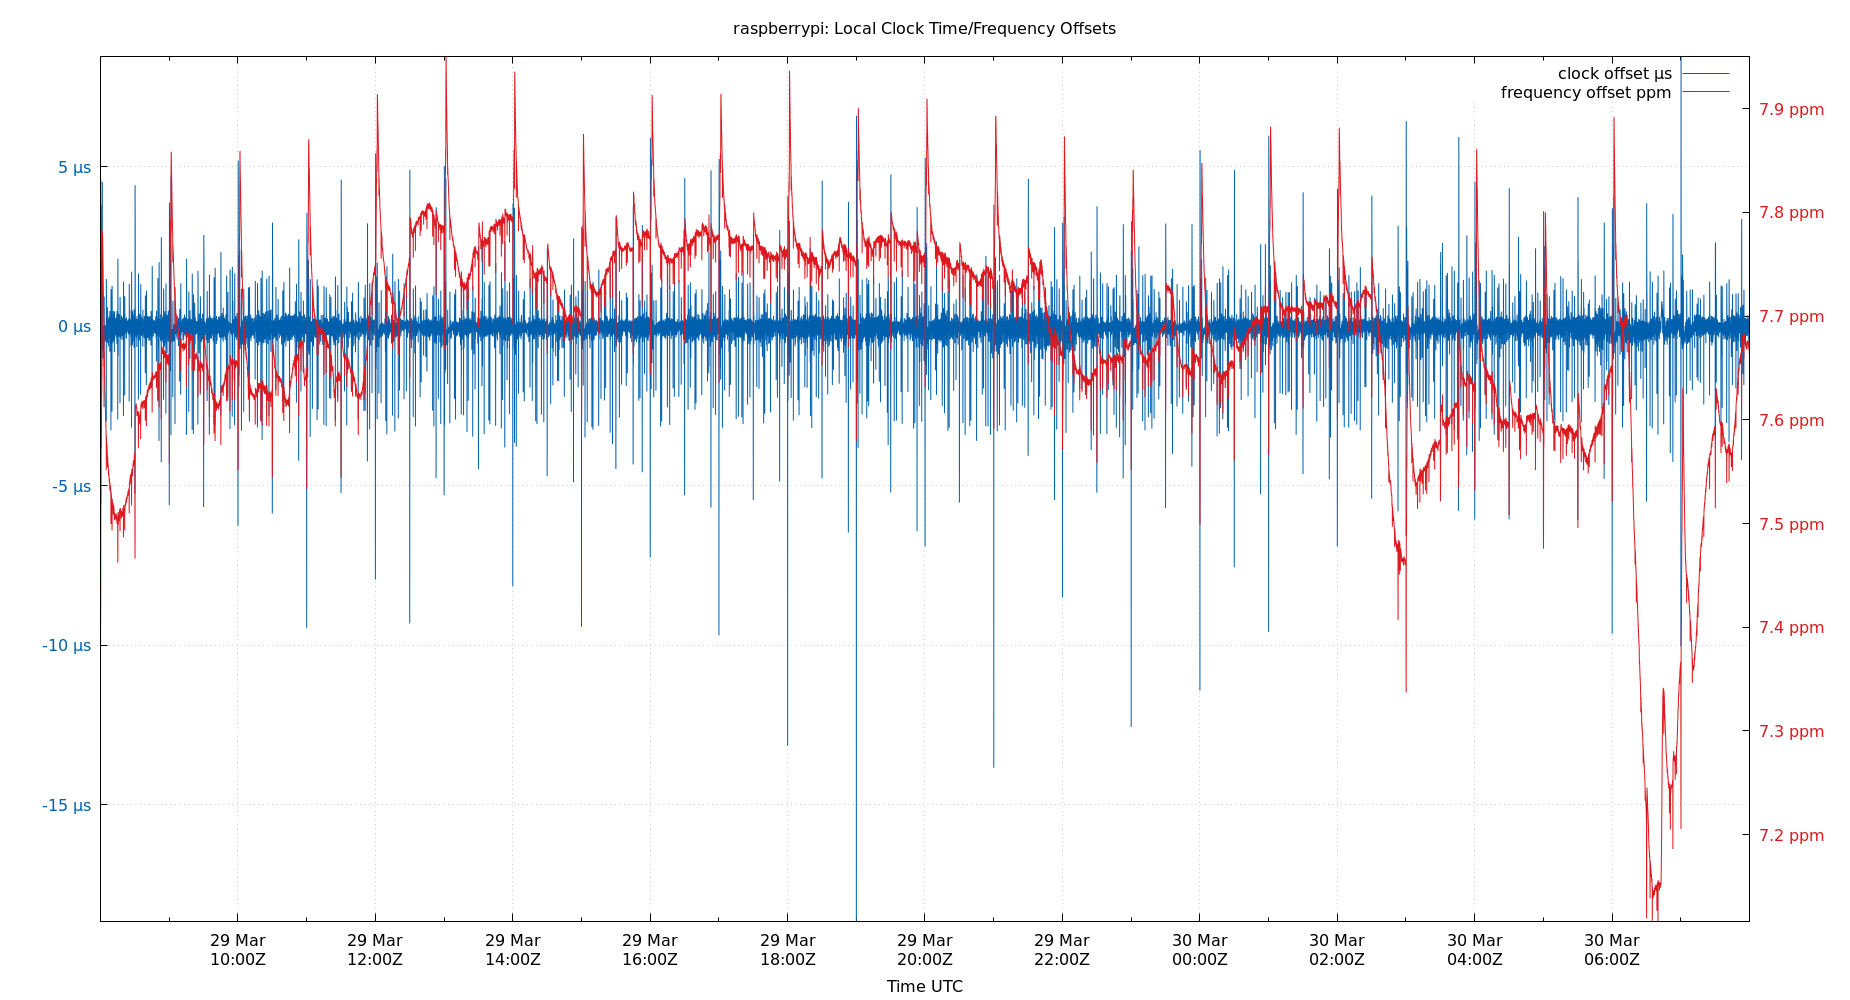 raspberrypi: Local Clock Time/Frequency Offsets
clock offset µs
frequency offset ppm
5 µs
0 µs
-5 µs
-10 µs
-15 µs
7.9 ppm
7.8 ppm
7.7 ppm
7.6 ppm
7.5 ppm
7.4 ppm
7.3 ppm
7.2 ppm
29 Mar 29 Mar 29 Mar 29 Mar 29 Mar 29 Mar 29 Mar 30 Mar 30 Mar 30 Mar 30 Mar
10:00Z 12:00Z 14:00Z 16:00Z 18:00Z 20:00Z 22:00Z 00:00Z 02:00Z 04:00Z 06:00Z
Time UTC